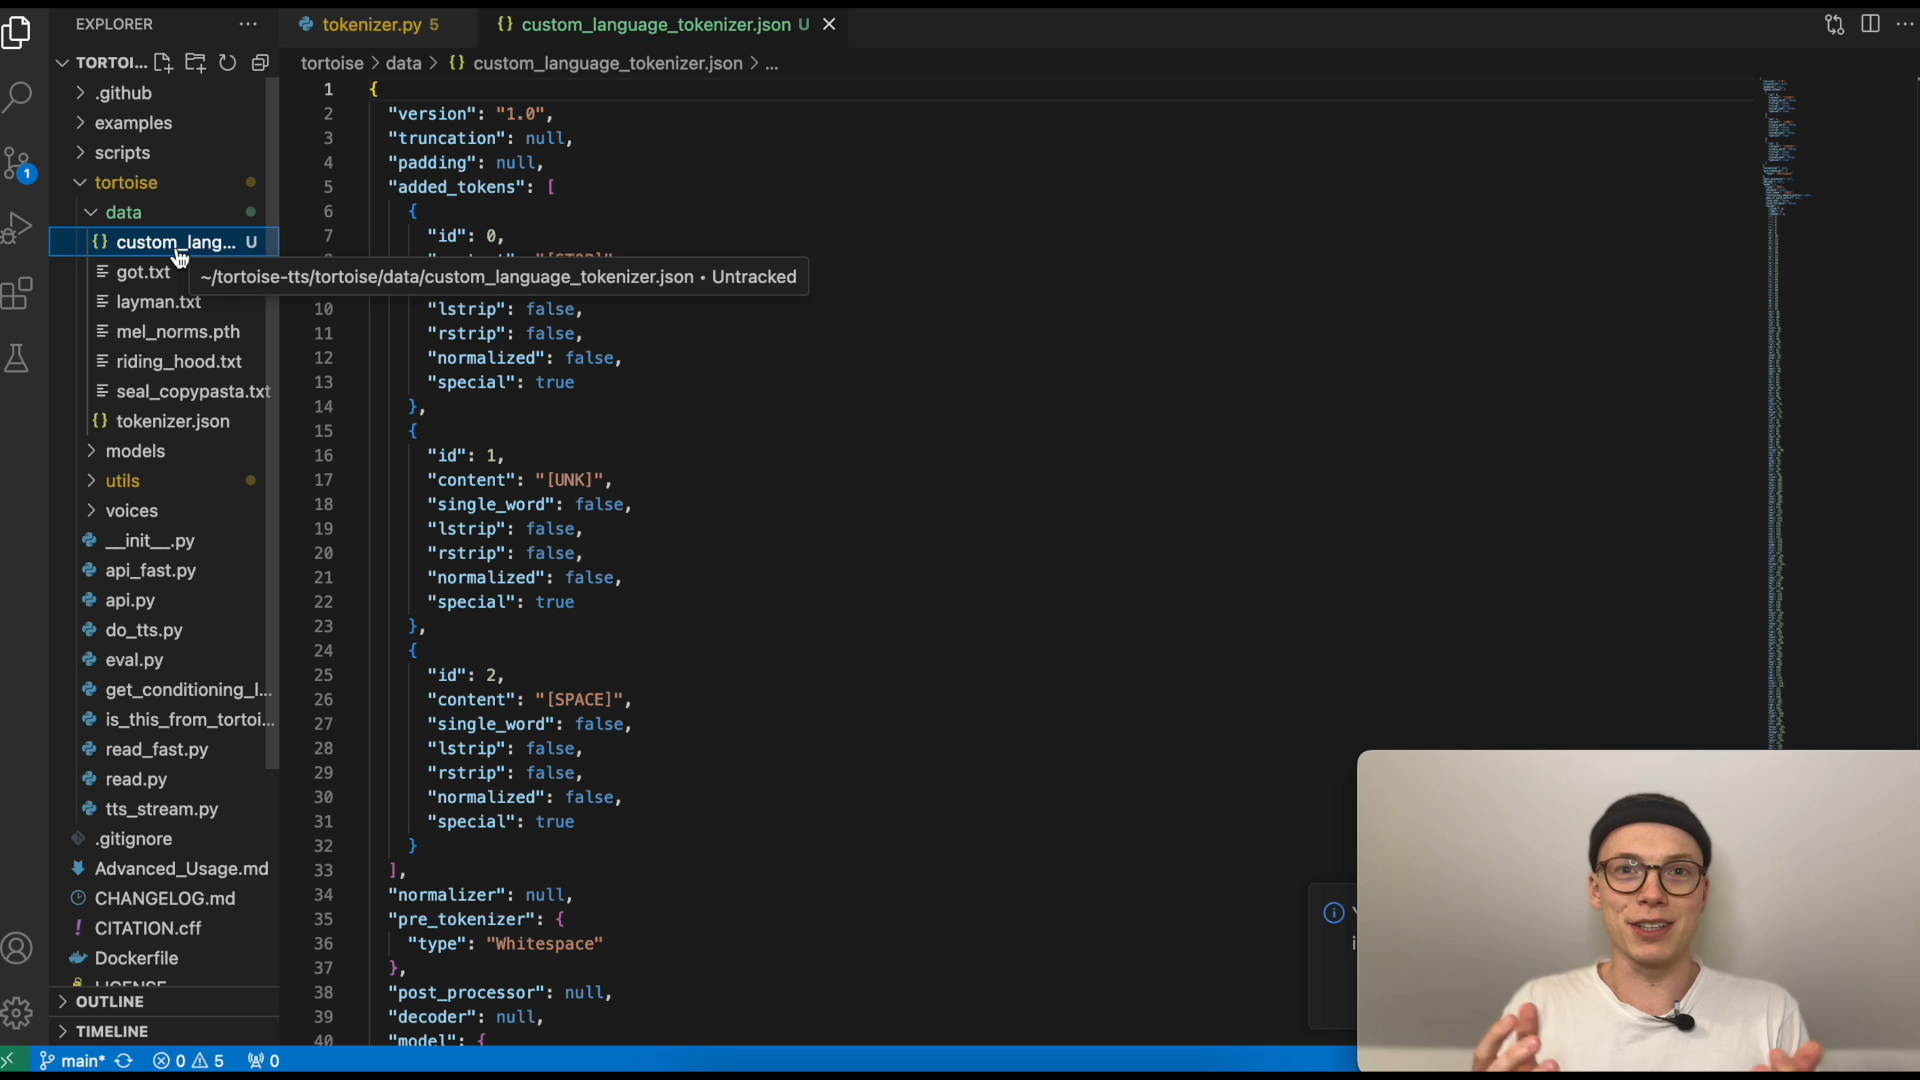 EXPLORER
tokenizer.py 5
{} custom_language_tokenizer.json U
TORTOI...
tortoise > data > {} custom_language_tokenizer.json > ...
.github
examples
scripts
tortoise
data
{} custom_lang... U
got.txt
~/tortoise-tts/tortoise/data/custom_language_tokenizer.json • Untracked
layman.txt
mel_norms.pth
riding_hood.txt
seal_copypasta.txt
{} tokenizer.json
models
utils
voices
__init__.py
api_fast.py
api.py
do_tts.py
eval.py
get_conditioning_l...
is_this_from_tortoi...
read_fast.py
read.py
tts_stream.py
.gitignore
Advanced_Usage.md
CHANGELOG.md
CITATION.cff
Dockerfile
LICENSE
OUTLINE
TIMELINE
1
1 {
2 "version": "1.0",
3 "truncation": null,
4 "padding": null,
5 "added_tokens": [
6 {
7 "id": 0,
10 "lstrip": false,
11 "rstrip": false,
12 "normalized": false,
13 "special": true
14 },
15 {
16 "id": 1,
17 "content": "[UNK]",
18 "single_word": false,
19 "lstrip": false,
20 "rstrip": false,
21 "normalized": false,
22 "special": true
23 },
24 {
25 "id": 2,
26 "content": "[SPACE]",
27 "single_word": false,
28 "lstrip": false,
29 "rstrip": false,
30 "normalized": false,
31 "special": true
32 }
33 ],
34 "normalizer": null,
35 "pre_tokenizer": {
36 "type": "Whitespace"
37 },
38 "post_processor": null,
39 "decoder": null,
40 "model": {
main* 0 5 0